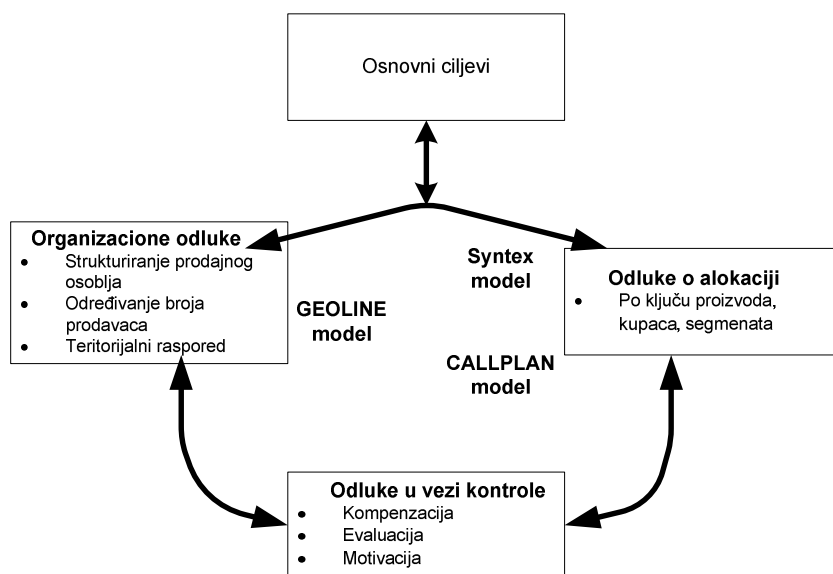 Osnovni ciljevi
Organizacione odluke
• Strukturiranje prodajnog
osoblja
• Određivanje broja
prodavaca
• Teritorijalni raspored
GEOLINE
model
Syntex
model
CALLPLAN
model
Odluke o alokaciji
• Po ključu proizvoda,
kupaca, segmenata
Odluke u vezi kontrole
• Kompenzacija
• Evaluacija
• Motivacija